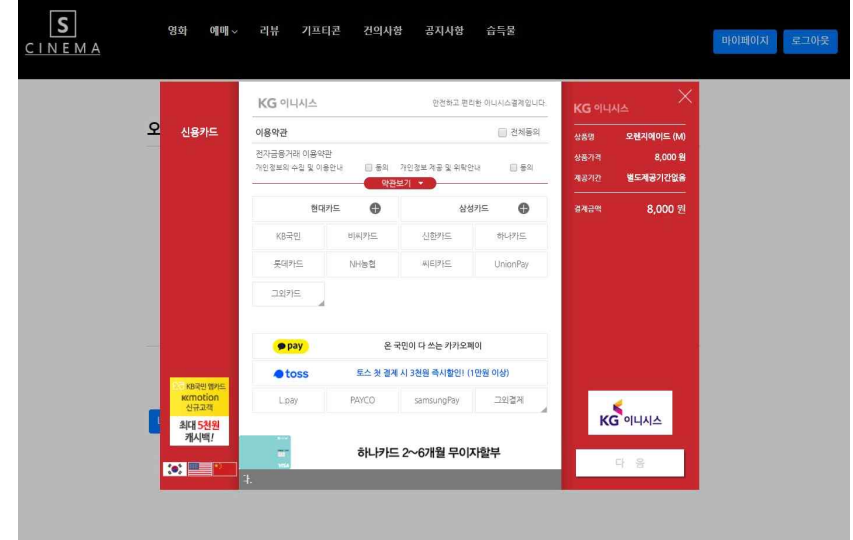 S
CINEMA
영화 예매 리뷰 기프티콘 건의사항 공지사항 습득물
마이페이지 로그아웃
오
신용카드
KG 이니시스
안전하고 편리한 이니시스결제입니다.
이용약관
전체동의
전자금융거래 이용약관
개인정보의 수집 및 이용안내 동의 개인정보 제공 및 위탁안내 동의
약관보기
현대카드 삼성카드
KB국민 비씨카드 신한카드 하나카드
롯데카드 NH농협 씨티카드 UnionPay
그외카드
pay 온 국민이 다 쓰는 카카오페이
toss 토스 첫 결제 시 3천원 즉시할인! (1만원 이상)
L.pay PAYCO samsungPay 그외결제
하나카드 2~6개월 무이자할부
다.
KB국민 앱카드
신규고객
최대 5천원
캐시백!
KG 이니시스
상품명 오렌지에이드 (M)
상품가격 8,000 원
제공기간 별도제공기간없음
결제금액 8,000 원
KG 이니시스
다 음